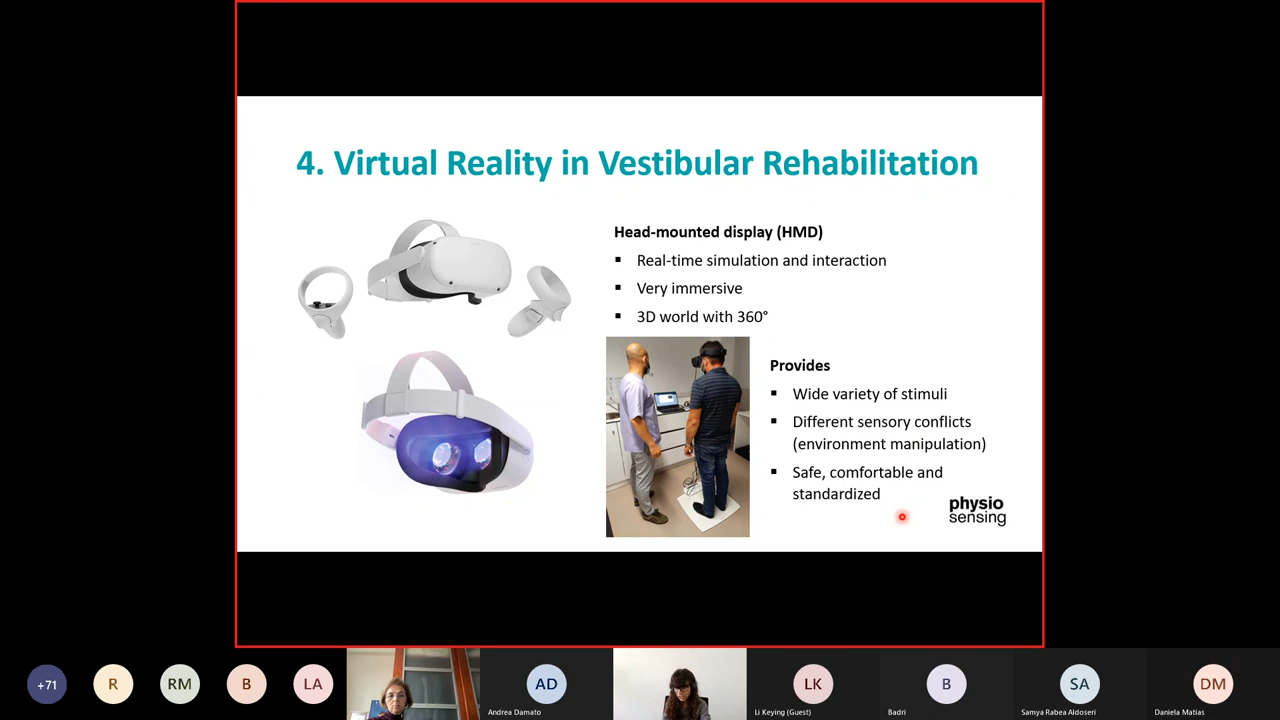 4. Virtual Reality in Vestibular Rehabilitation
Head-mounted display (HMD)
▪ Real-time simulation and interaction
▪ Very immersive
▪ 3D world with 360°
Provides
▪ Wide variety of stimuli
▪ Different sensory conflicts
(environment manipulation)
▪ Safe, comfortable and
standardized
physio
sensing
+71
R
RM
B
LA
AD
Andrea Damato
LK
Li Keying (Guest)
B
Badri
SA
Samya Rabea Aldoseri
DM
Daniela Matias